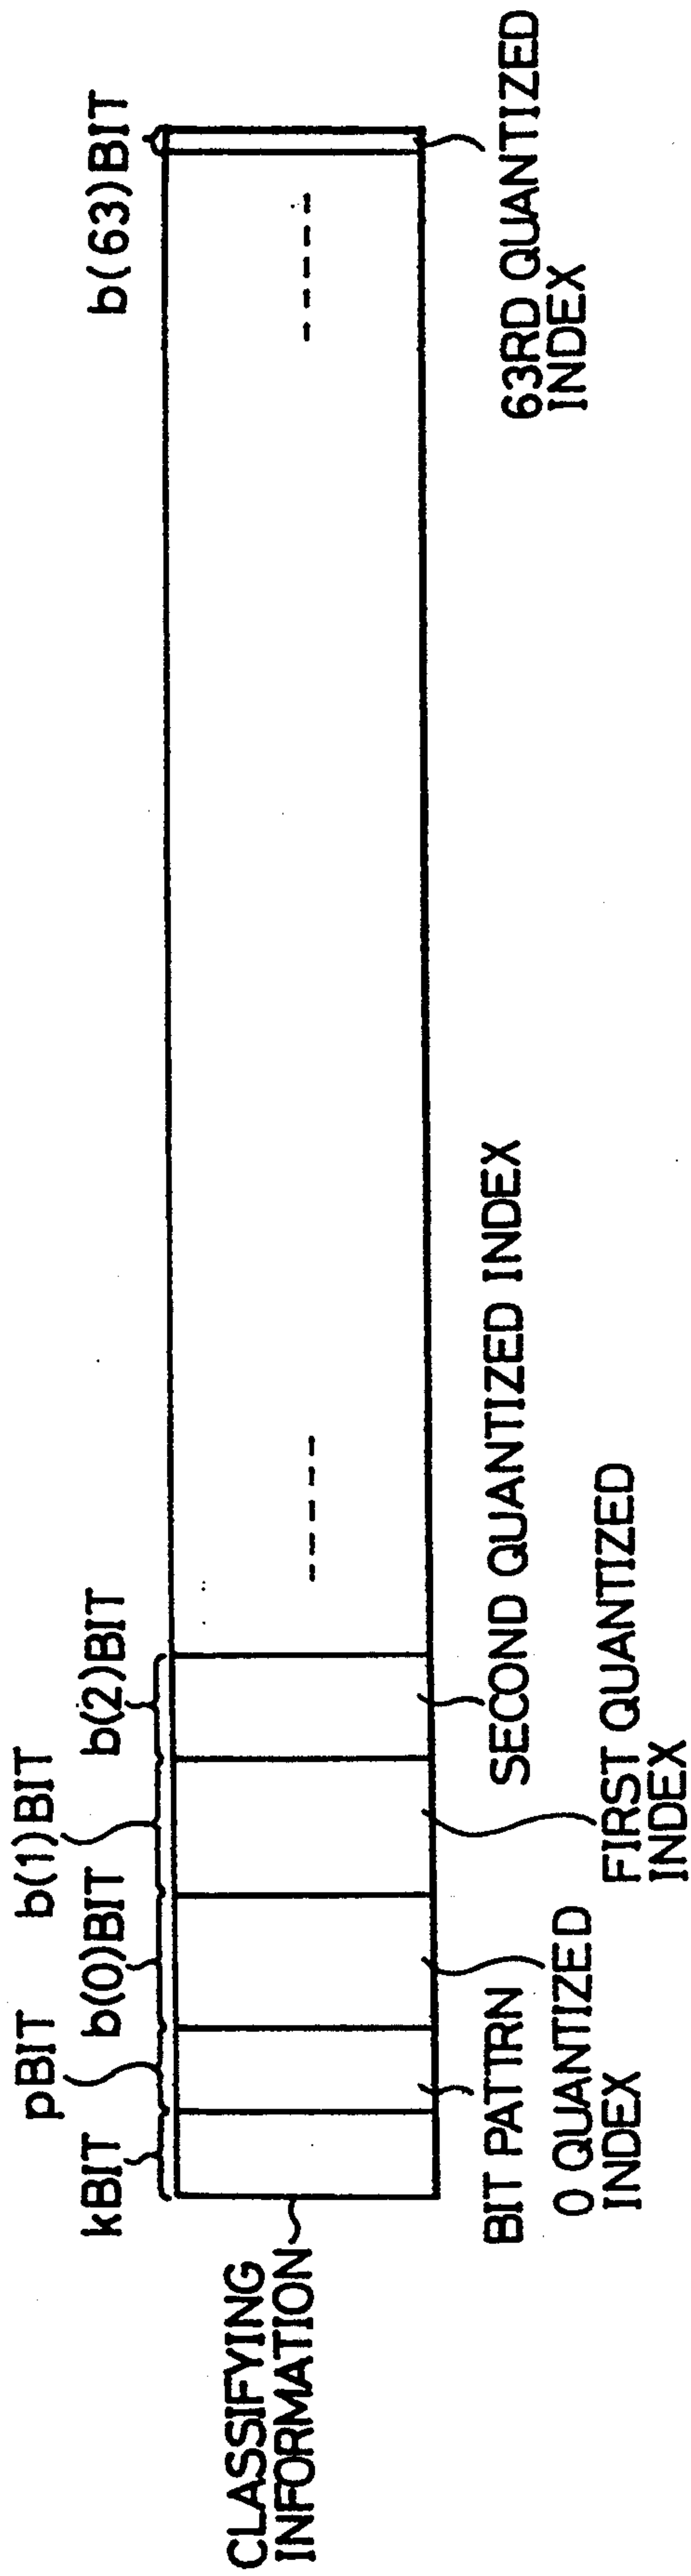 kBIT
pBIT
b(0)BIT
b(1)BIT
b(2)BIT
b(63)BIT
CLASSIFYING
INFORMATION
BIT PATTRN
0 QUANTIZED
INDEX
FIRST QUANTIZED
INDEX
SECOND QUANTIZED INDEX
63RD QUANTIZED
INDEX